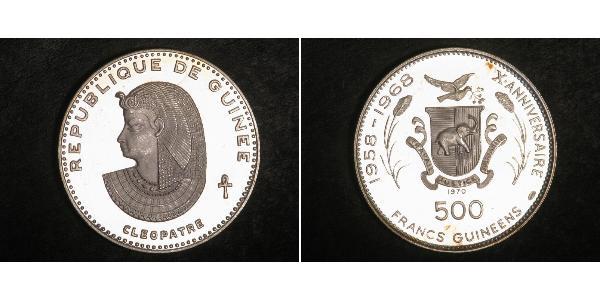 REPUBLIQUE DE GUINEE
CLEOPATRE
1958-1968
X·ANNIVERSAIRE
1970
500
FRANCS GUINEENS